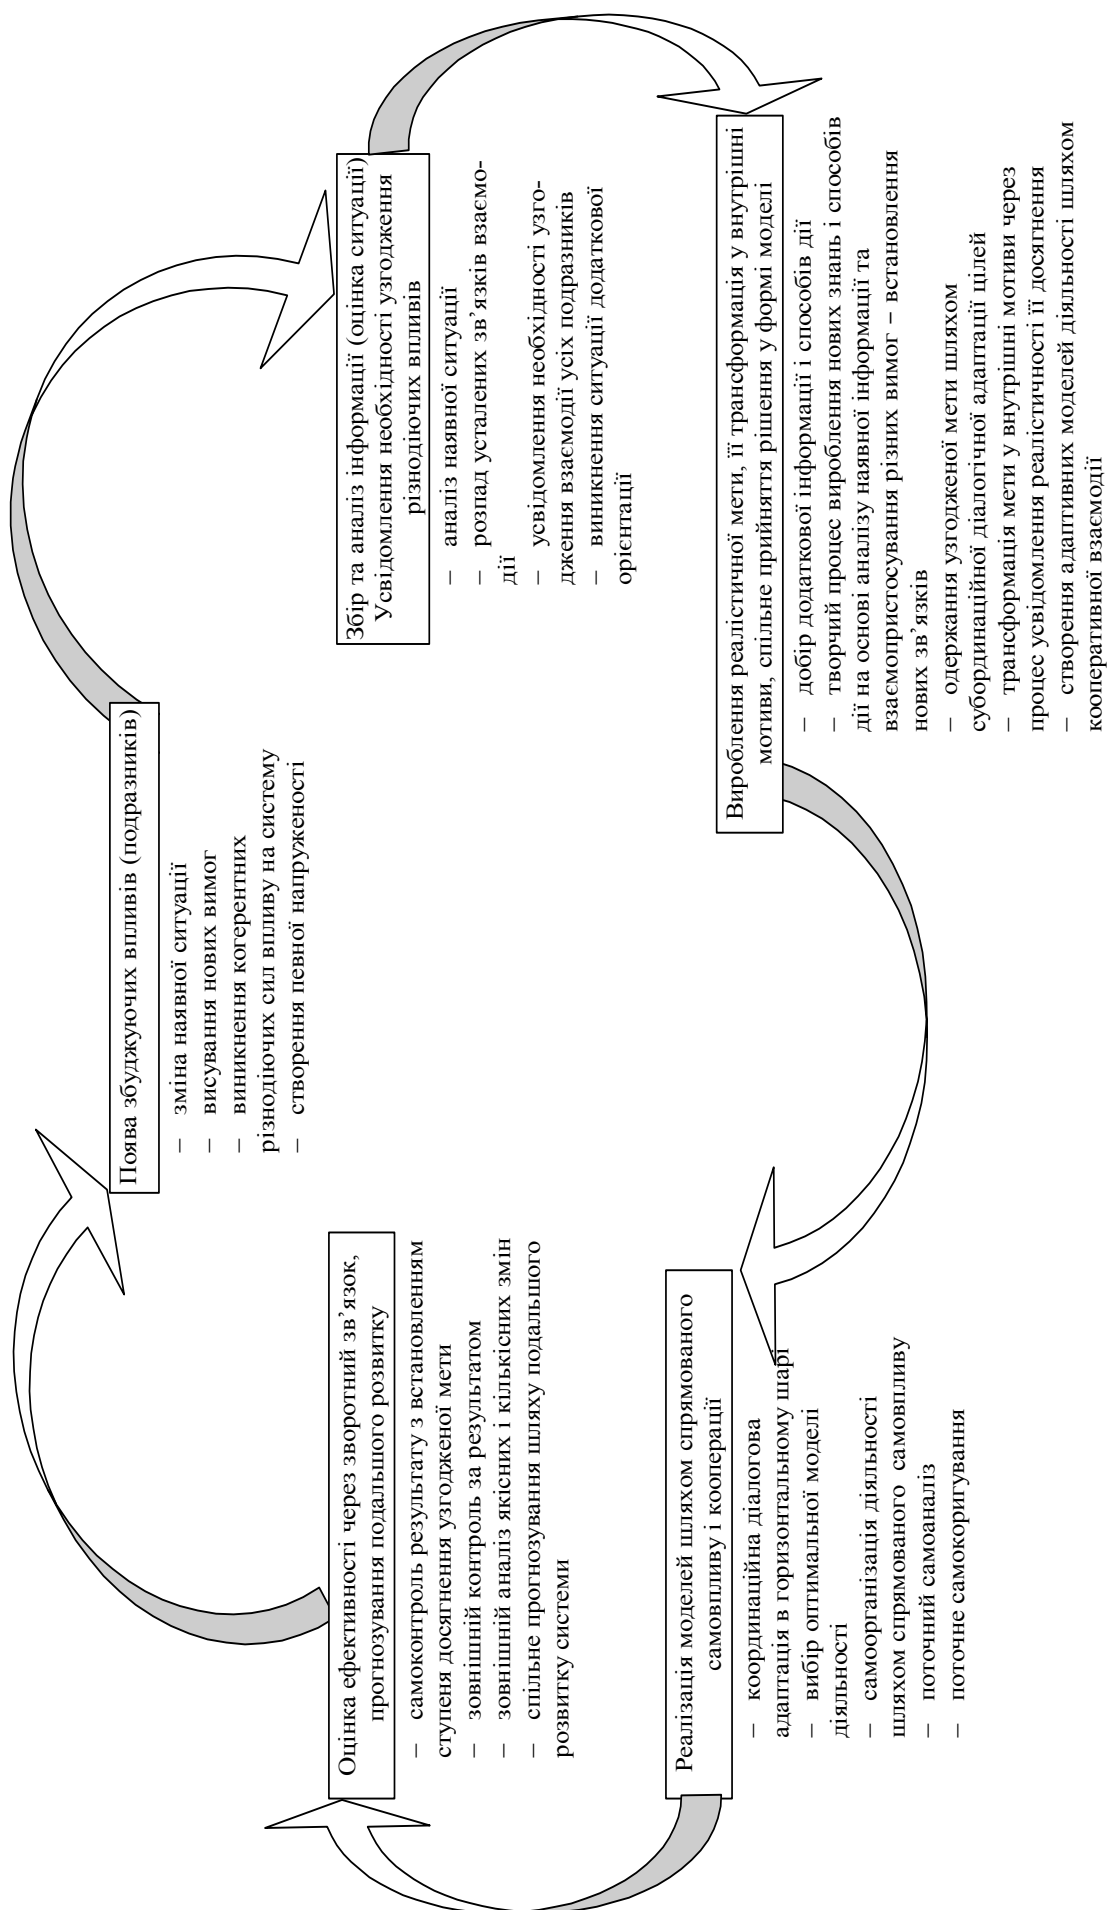 Поява збуджуючих впливів (подразників)
– зміна наявної ситуації
– висування нових вимог
– виникнення когерентних
різнодіючих сил впливу на систему
– створення певної напруженості
Збір та аналіз інформації (оцінка ситуації)
Усвідомлення необхідності узгодження
різнодіючих впливів
– аналіз наявної ситуації
– розпад усталених зв’язків взаємо-
дії
– усвідомлення необхідності узго-
дження взаємодії усіх подразників
– виникнення ситуації додаткової
орієнтації
Вироблення реалістичної мети, її трансформація у внутрішні
мотиви, спільне прийняття рішення у формі моделі
– добір додаткової інформації і способів дії
– творчий процес вироблення нових знань і способів
дії на основі аналізу наявної інформації та
взаємопристосування різних вимог – встановлення
нових зв’язків
– одержання узгодженої мети шляхом
субординаційної діалогічної адаптації цілей
– трансформація мети у внутрішні мотиви через
процес усвідомлення реалістичності її досягнення
– створення адаптивних моделей діяльності шляхом
кооперативної взаємодії
Реалізація моделей шляхом спрямованого
самовпливу і кооперації
– координаційна діалогова
адаптація в горизонтальному шарі
– вибір оптимальної моделі
діяльності
– самоорганізація діяльності
шляхом спрямованого самовпливу
– поточний самоаналіз
– поточне самокоригування
Оцінка ефективності через зворотний зв’язок,
прогнозування подальшого розвитку
– самоконтроль результату з встановленням
ступеня досягнення узгодженої мети
– зовнішній контроль за результатом
– зовнішній аналіз якісних і кількісних змін
– спільне прогнозування шляху подальшого
розвитку системи